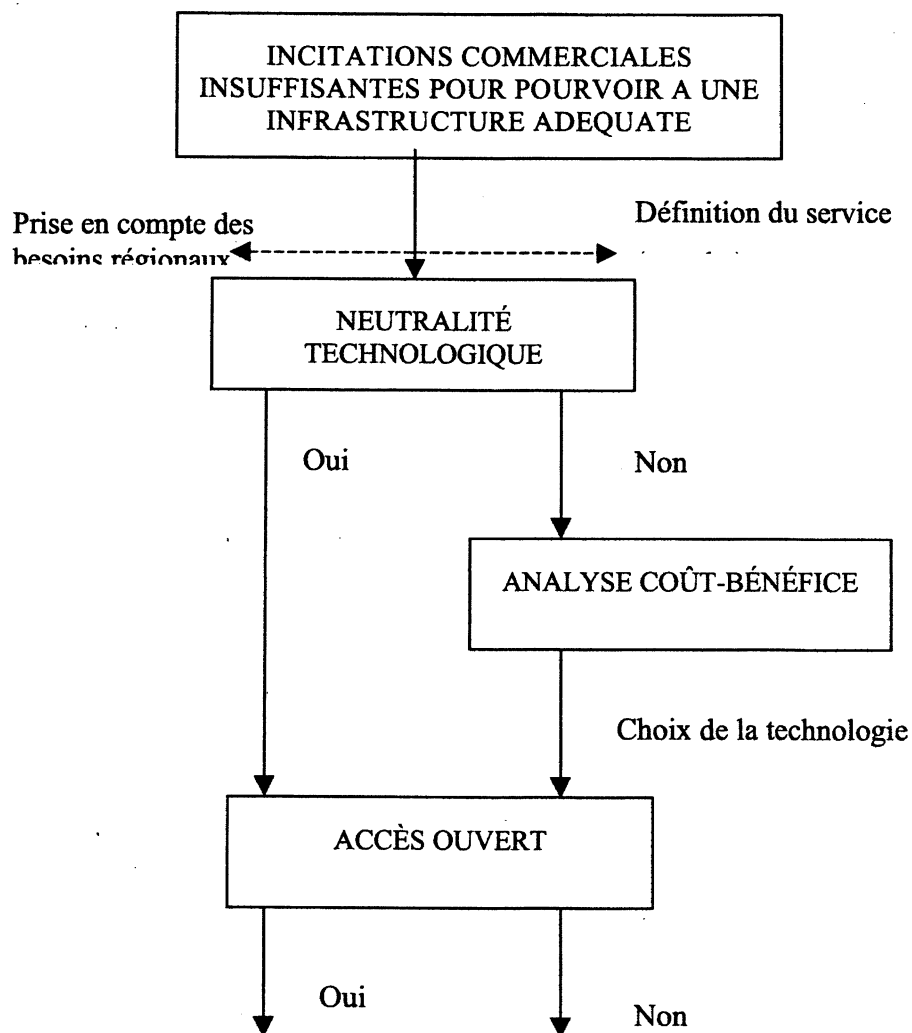 INCITATIONS COMMERCIALES
INSUFFISANTES POUR POURVOIR A UNE
INFRASTRUCTURE ADEQUATE
Prise en compte des
besoins régionaux
Définition du service
NEUTRALITÉ
TECHNOLOGIQUE
Oui
Non
ANALYSE COÛT-BÉNÉFICE
Choix de la technologie
ACCÈS OUVERT
Oui
Non